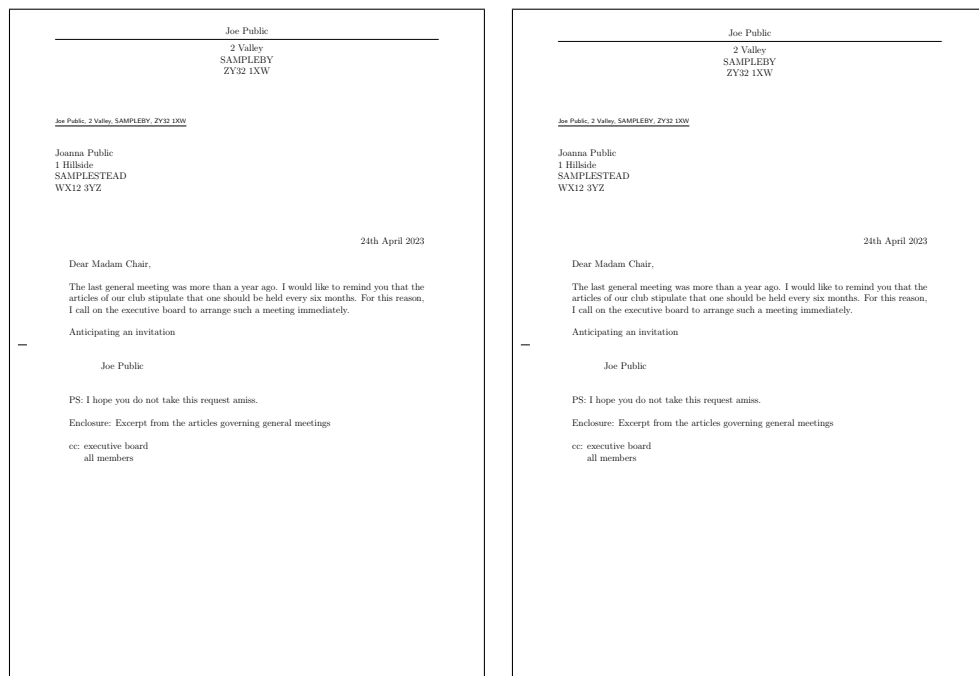 Joe Public
2 Valley
SAMPLEBY
ZY32 1XW
Joe Public, 2 Valley, SAMPLEBY, ZY32 1XW
Joanna Public
1 Hillside
SAMPLESTEAD
WX12 3YZ
24th April 2023
Dear Madam Chair,
The last general meeting was more than a year ago. I would like to remind you that the
articles of our club stipulate that one should be held every six months. For this reason,
I call on the executive board to arrange such a meeting immediately.
Anticipating an invitation
Joe Public
PS: I hope you do not take this request amiss.
Enclosure: Excerpt from the articles governing general meetings
cc: executive board
all members
Joe Public
2 Valley
SAMPLEBY
ZY32 1XW
Joe Public, 2 Valley, SAMPLEBY, ZY32 1XW
Joanna Public
1 Hillside
SAMPLESTEAD
WX12 3YZ
24th April 2023
Dear Madam Chair,
The last general meeting was more than a year ago. I would like to remind you that the
articles of our club stipulate that one should be held every six months. For this reason,
I call on the executive board to arrange such a meeting immediately.
Anticipating an invitation
Joe Public
PS: I hope you do not take this request amiss.
Enclosure: Excerpt from the articles governing general meetings
cc: executive board
all members